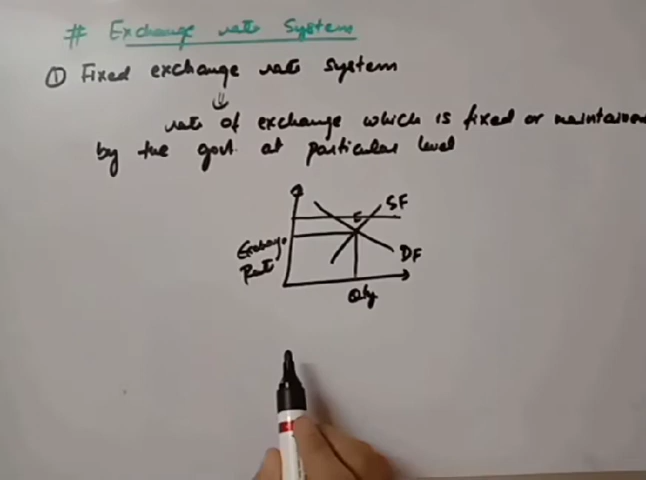 # Exchange rate System
① Fixed exchange rate system
rate of exchange which is fixed or maintained
by the govt at particular level
E
SF
Exchange
Rate
DF
Qty